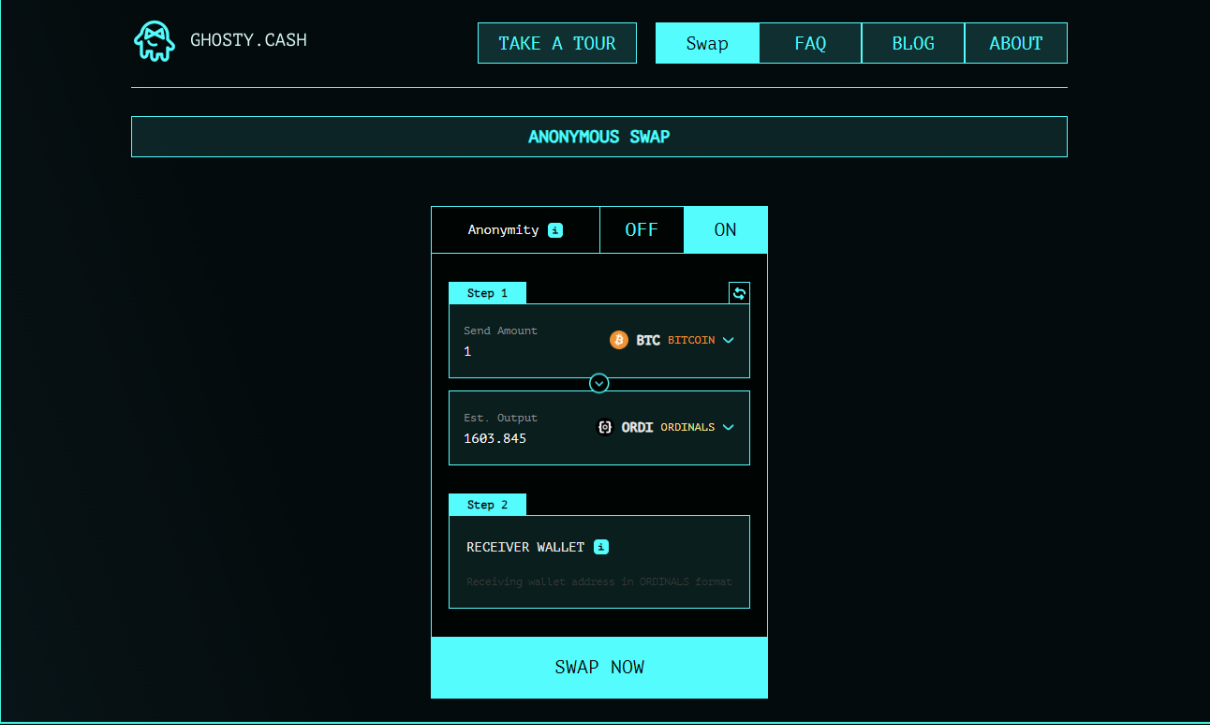 GHOSTY.CASH
TAKE A TOUR
Swap
FAQ
BLOG
ABOUT
ANONYMOUS SWAP
Anonymity i
OFF
ON
Step 1
Send Amount
1
BTC BITCOIN
Est. Output
1603.845
ORDI ORDINALS
Step 2
RECEIVER WALLET i
Receiving wallet address in ORDINALS format
SWAP NOW